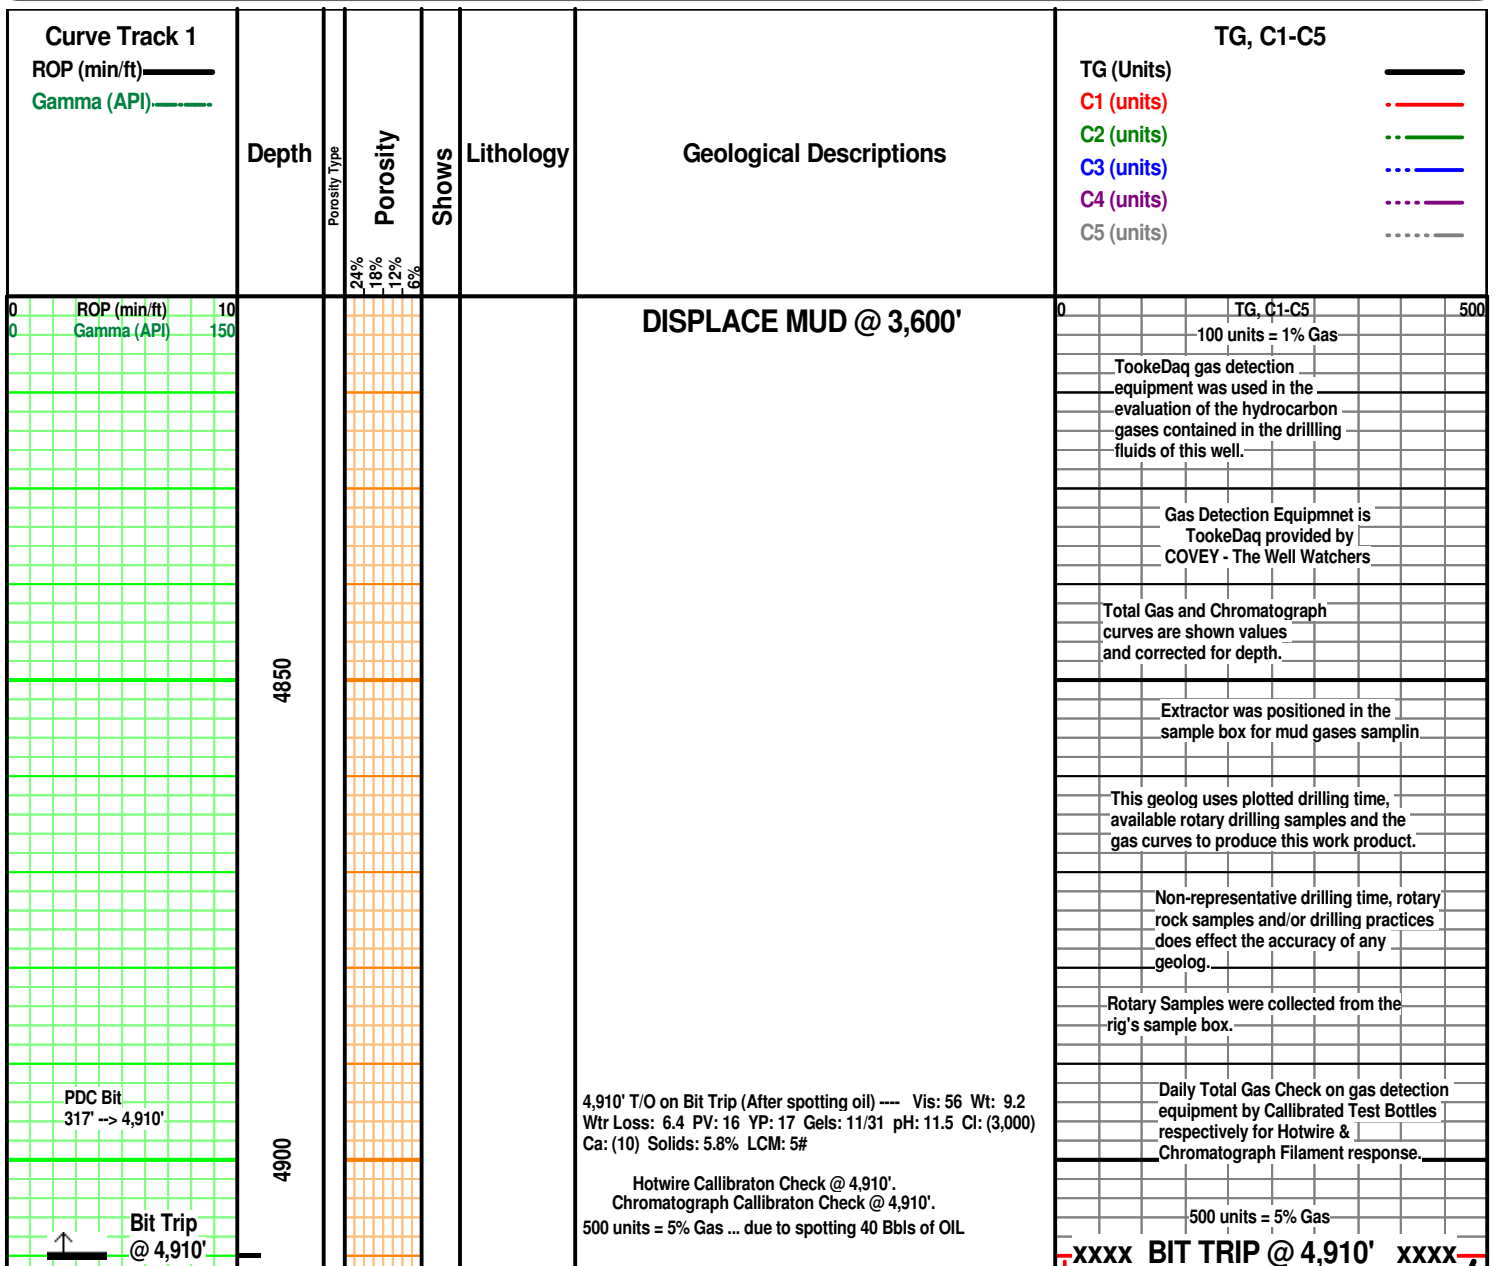 Curve Track 1
ROP (min/ft)
Gamma (API)
Depth
Porosity Type
Porosity
24%
18%
12%
6%
Shows
Lithology
Geological Descriptions
TG, C1-C5
TG (Units)
C1 (units)
C2 (units)
C3 (units)
C4 (units)
C5 (units)
0 ROP (min/ft) 10
0 Gamma (API) 150
4850
4900
PDC Bit
317' --> 4,910'
Bit Trip
@ 4,910'
DISPLACE MUD @ 3,600'
4,910' T/O on Bit Trip (After spotting oil) ---- Vis: 56 Wt: 9.2
Wtr Loss: 6.4 PV: 16 YP: 17 Gels: 11/31 pH: 11.5 Cl: (3,000)
Ca: (10) Solids: 5.8% LCM: 5#
Hotwire Callibraton Check @ 4,910'.
Chromatograph Callibraton Check @ 4,910'.
500 units = 5% Gas ... due to spotting 40 Bbls of OIL
0 TG, C1-C5 500
100 units = 1% Gas
TookeDaq gas detection
equipment was used in the
evaluation of the hydrocarbon
gases contained in the drillling
fluids of this well.
Gas Detection Equipmnet is
TookeDaq provided by
COVEY - The Well Watchers
Total Gas and Chromatograph
curves are shown values
and corrected for depth.
Extractor was positioned in the
sample box for mud gases samplin
This geolog uses plotted drilling time,
available rotary drilling samples and the
gas curves to produce this work product.
Non-representative drilling time, rotary
rock samples and/or drilling practices
does effect the accuracy of any
geolog.
Rotary Samples were collected from the
rig's sample box.
Daily Total Gas Check on gas detection
equipment by Callibrated Test Bottles
respectively for Hotwire &
Chromatograph Filament response.
500 units = 5% Gas
xxxx BIT TRIP @ 4,910' xxxx